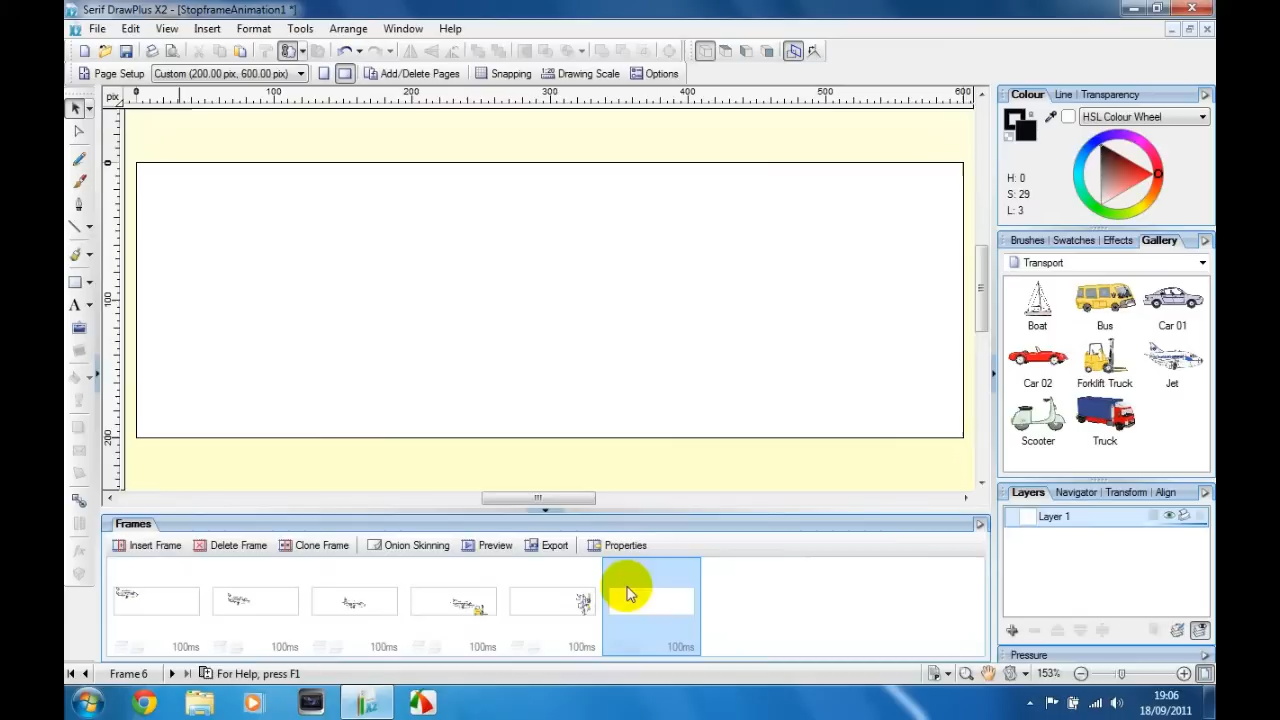 Serif DrawPlus X2 - [StopframeAnimation1 *]
File Edit View Insert Format Tools Arrange Window Help
Page Setup Custom (200.00 pix, 600.00 pix) Add/Delete Pages Snapping Drawing Scale Options
pix 0 100 200 300 400 500 600
0
100
200
Colour Line Transparency
HSL Colour Wheel
H: 0
S: 29
L: 3
Brushes Swatches Effects Gallery
Transport
Boat Bus Car 01
Car 02 Forklift Truck Jet
Scooter Truck
Layers Navigator Transform Align
Layer 1
Pressure
Frames
Insert Frame Delete Frame Clone Frame Onion Skinning Preview Export Properties
100ms 100ms 100ms 100ms 100ms 100ms
Frame 6 For Help, press F1 153%
A
19:06
18/09/2011